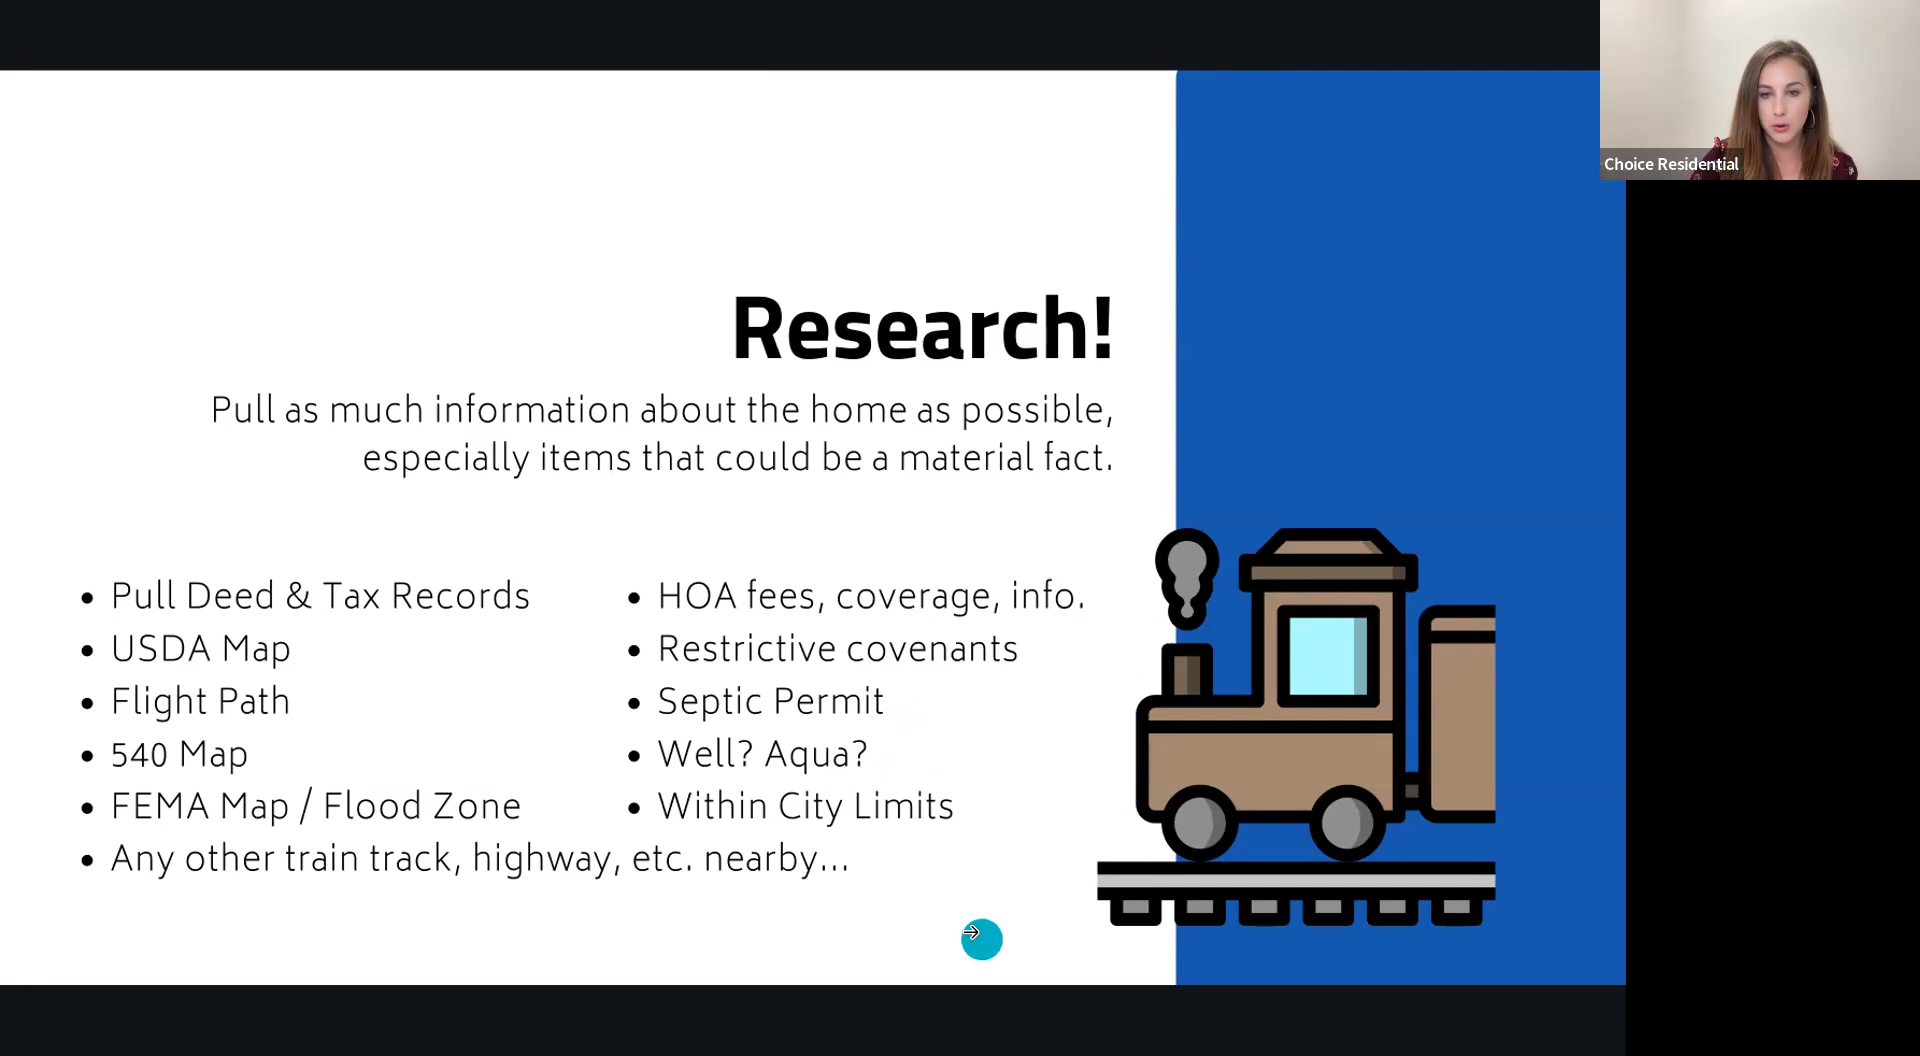 Choice Residential
Research!
Pull as much information about the home as possible,
especially items that could be a material fact.
• Pull Deed & Tax Records
• USDA Map
• Flight Path
• 540 Map
• FEMA Map / Flood Zone
• Any other train track, highway, etc. nearby...
• HOA fees, coverage, info.
• Restrictive covenants
• Septic Permit
• Well? Aqua?
• Within City Limits